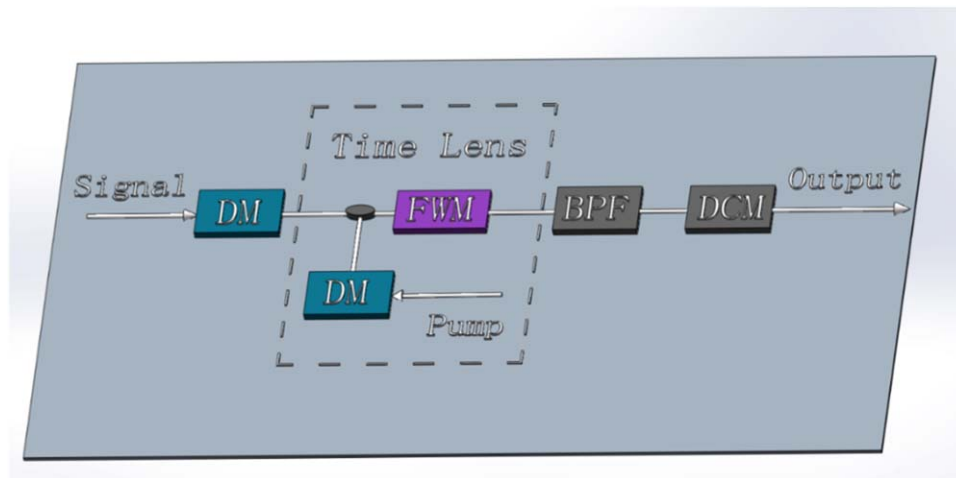 Time Lens
Signal
DM
FWM
BPF
DCM
Output
DM
Pump